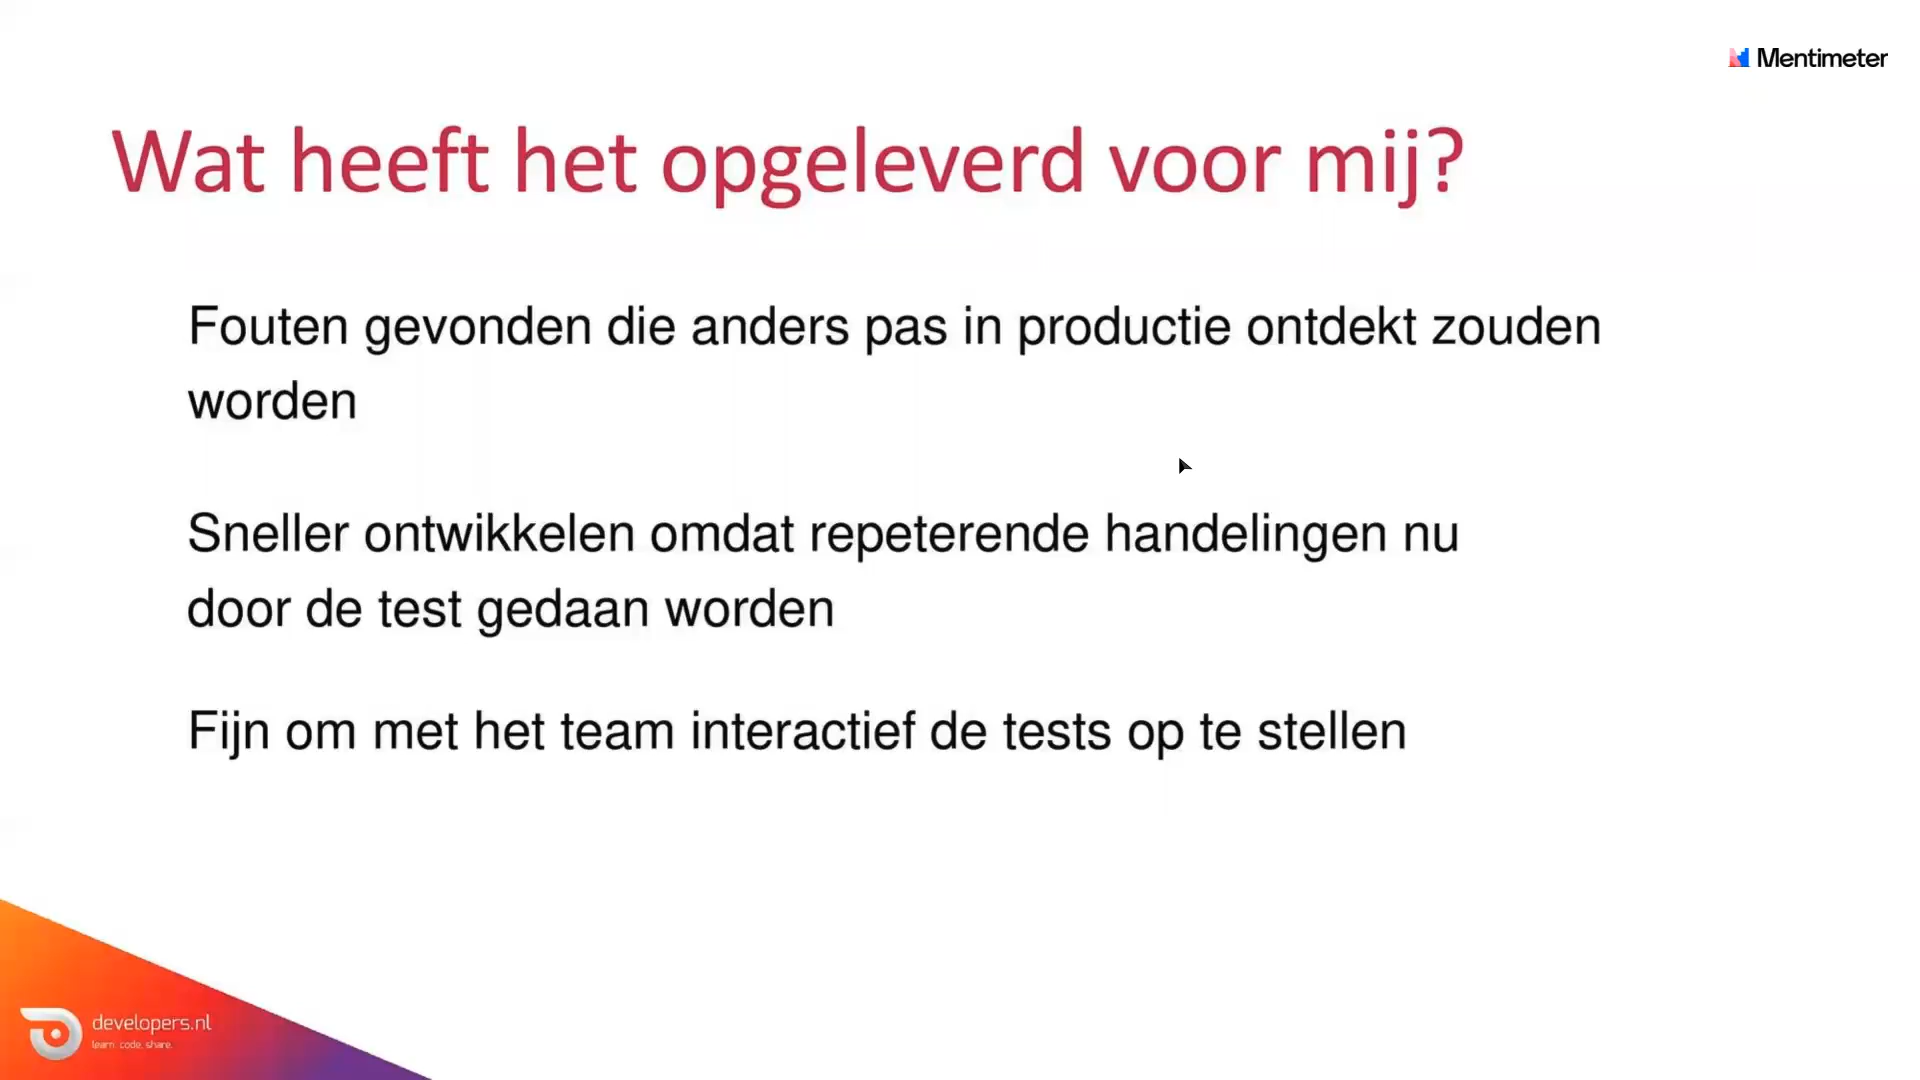 Mentimeter
Wat heeft het opgeleverd voor mij?
Fouten gevonden die anders pas in productie ontdekt zouden
worden
Sneller ontwikkelen omdat repeterende handelingen nu
door de test gedaan worden
Fijn om met het team interactief de tests op te stellen
developers.nl
learn. code. share.